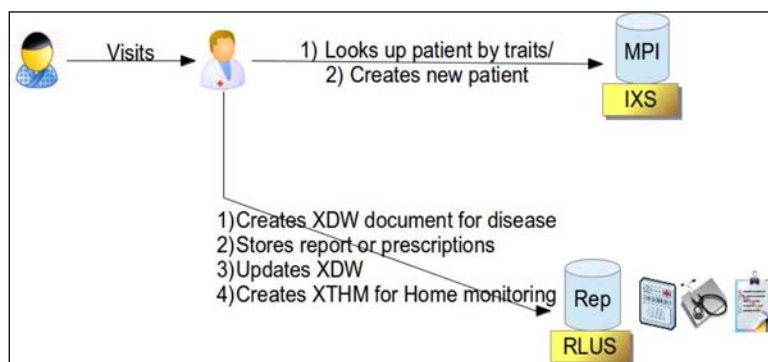 Visits
1) Looks up patient by traits/
2) Creates new patient
MPI
IXS
1)Creates XDW document for disease
2)Stores report or prescriptions
3)Updates XDW
4)Creates XTHM for Home monitoring
Rep
RLUS